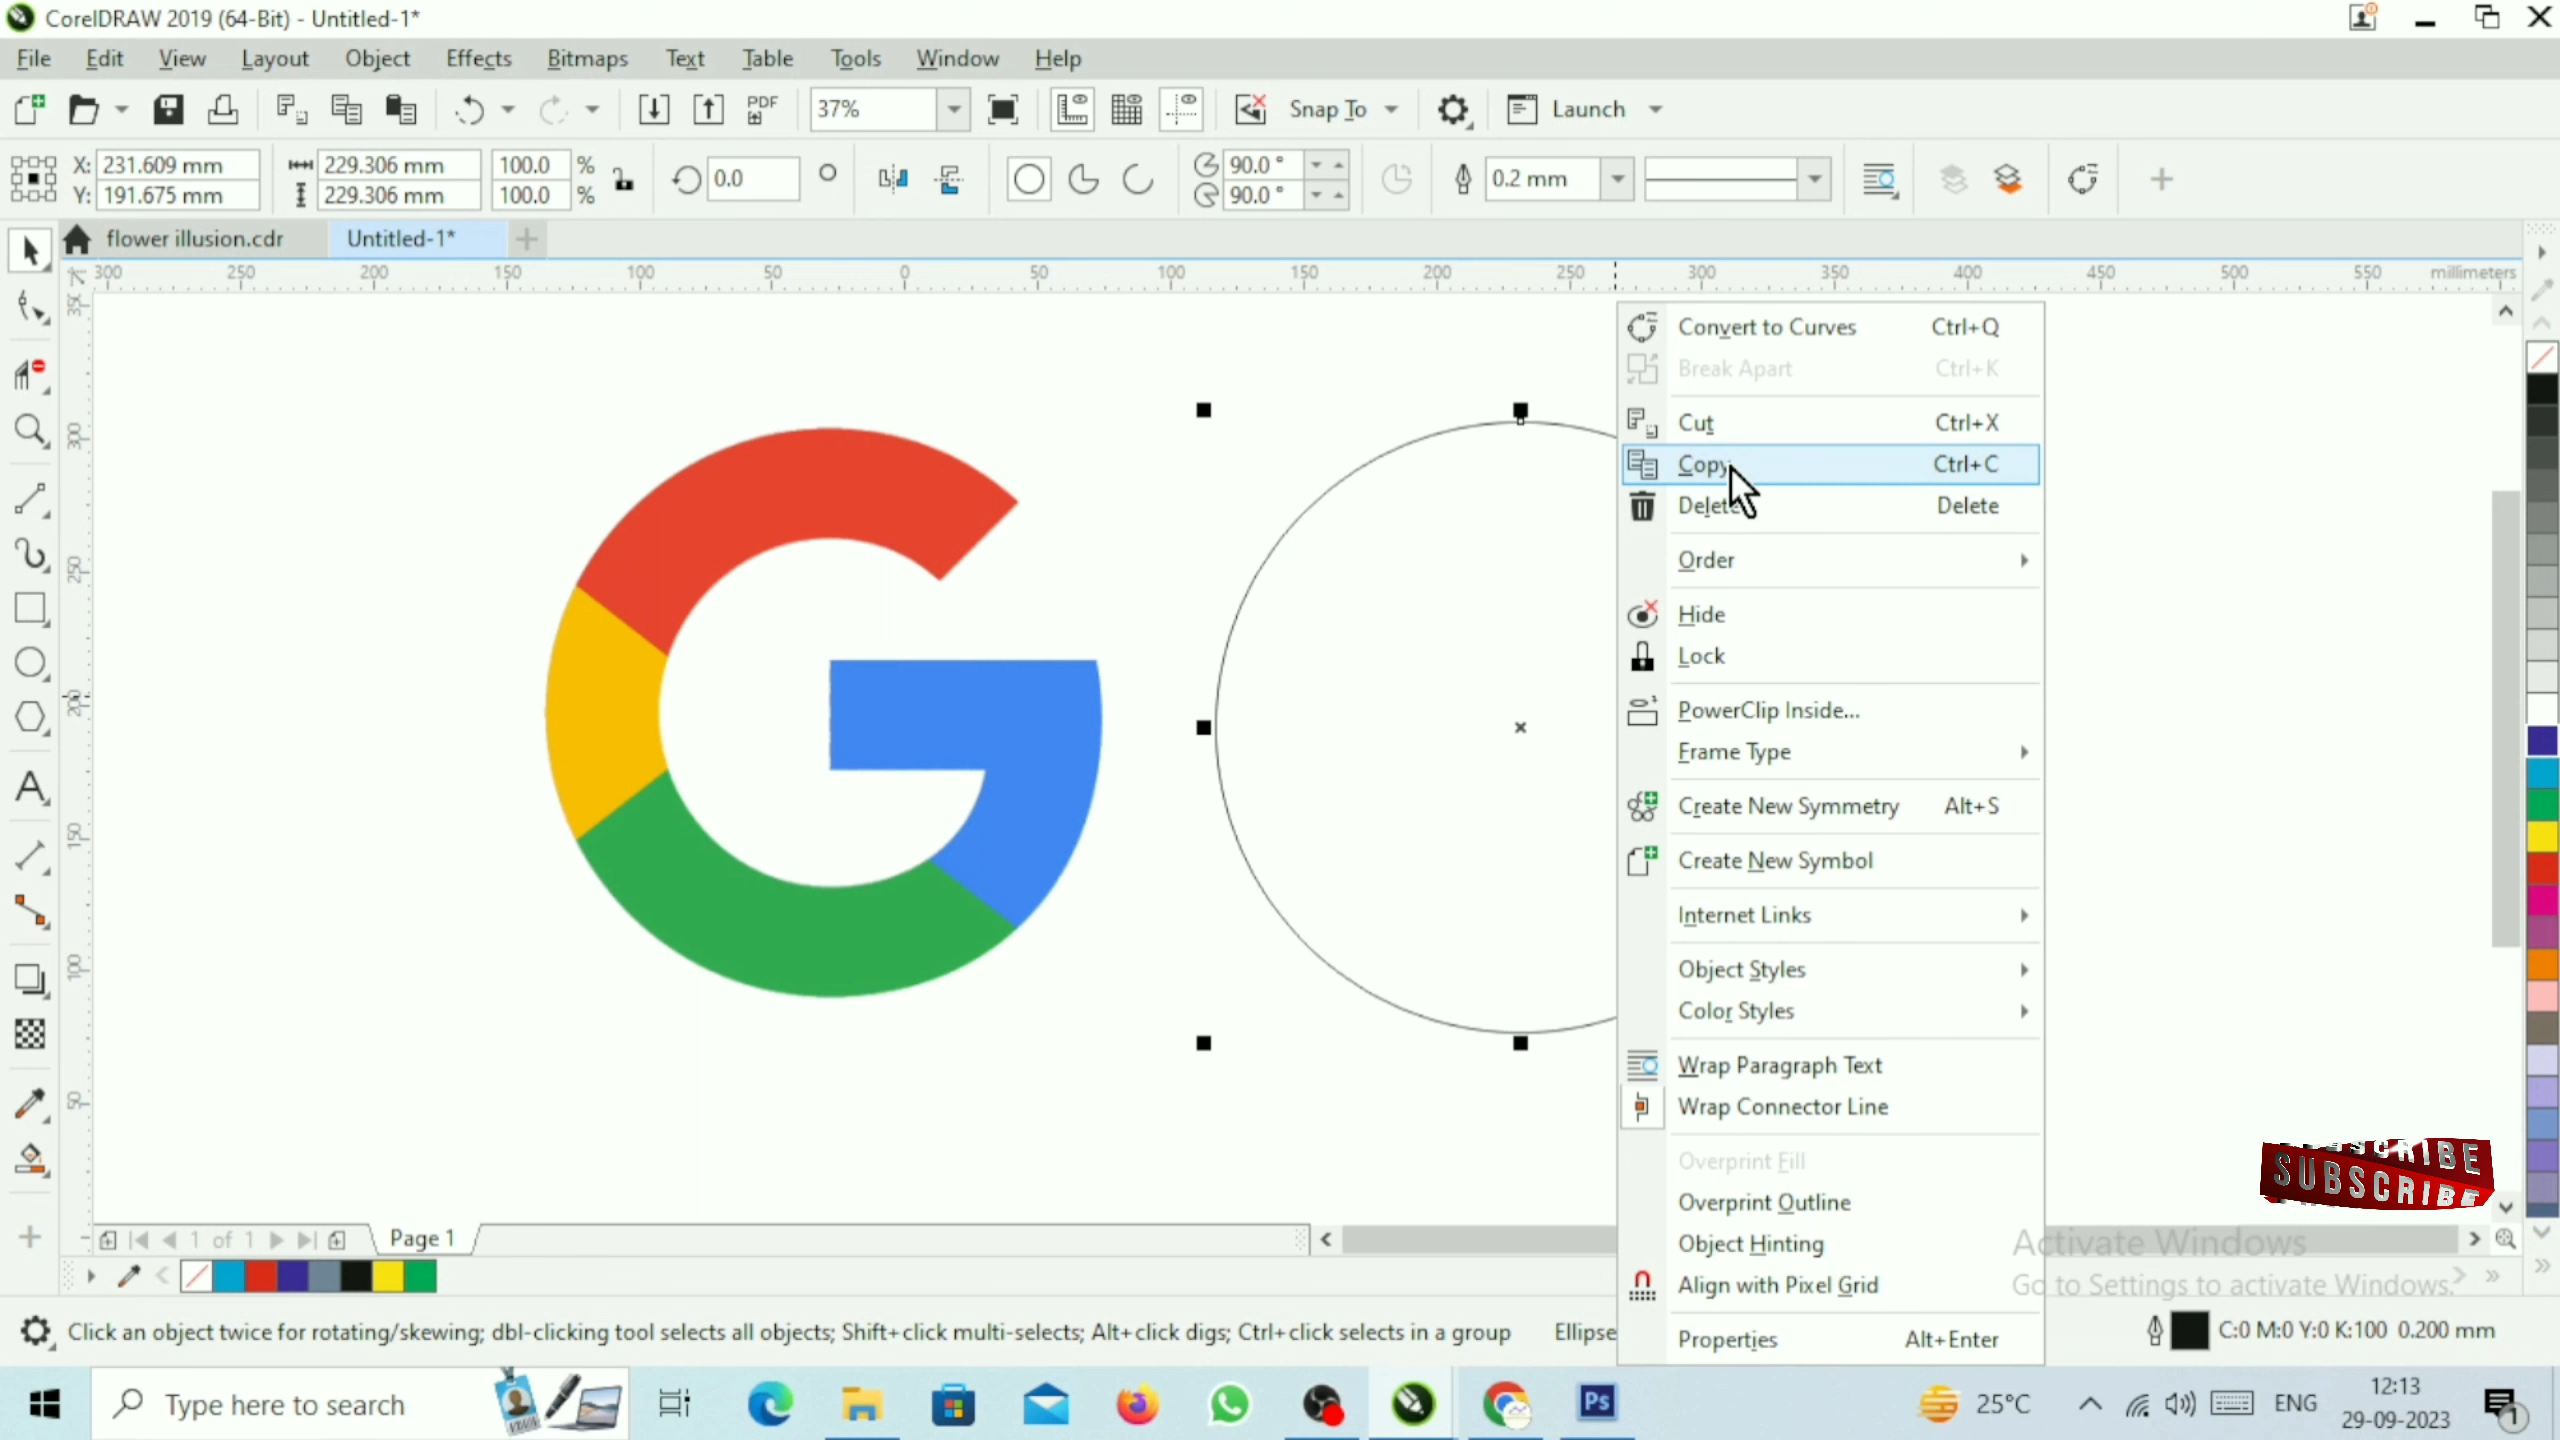 CorelDRAW 2019 (64-Bit) - Untitled-1*
File Edit View Layout Object Effects Bitmaps Text Table Tools Window Help
PDF 37% Snap To Launch
X: 231.609 mm 229.306 mm 100.0 % 0.0 90.0 ° 0.2 mm
Y: 191.675 mm 229.306 mm 100.0 % 90.0 °
flower illusion.cdr Untitled-1*
300 250 200 150 100 50 0 50 100 150 200 250 300 350 400 450 500 550 millimeters
300
250
200
150
100
50
Convert to Curves Ctrl+Q
Break Apart Ctrl+K
Cut Ctrl+X
Copy Ctrl+C
Delete Delete
Order
Hide
Lock
PowerClip Inside...
Frame Type
Create New Symmetry Alt+S
Create New Symbol
Internet Links
Object Styles
Color Styles
Wrap Paragraph Text
Wrap Connector Line
Overprint Fill
Overprint Outline
Object Hinting
Align with Pixel Grid
Properties Alt+Enter
SUBSCRIBE
1 of 1 Page 1
Activate Windows
Go to Settings to activate Windows.
Click an object twice for rotating/skewing; dbl-clicking tool selects all objects; Shift+click multi-selects; Alt+click digs; Ctrl+click selects in a group Ellipse C:0 M:0 Y:0 K:100 0.200 mm
Type here to search Ps 25°C ENG 12:13
29-09-2023 1